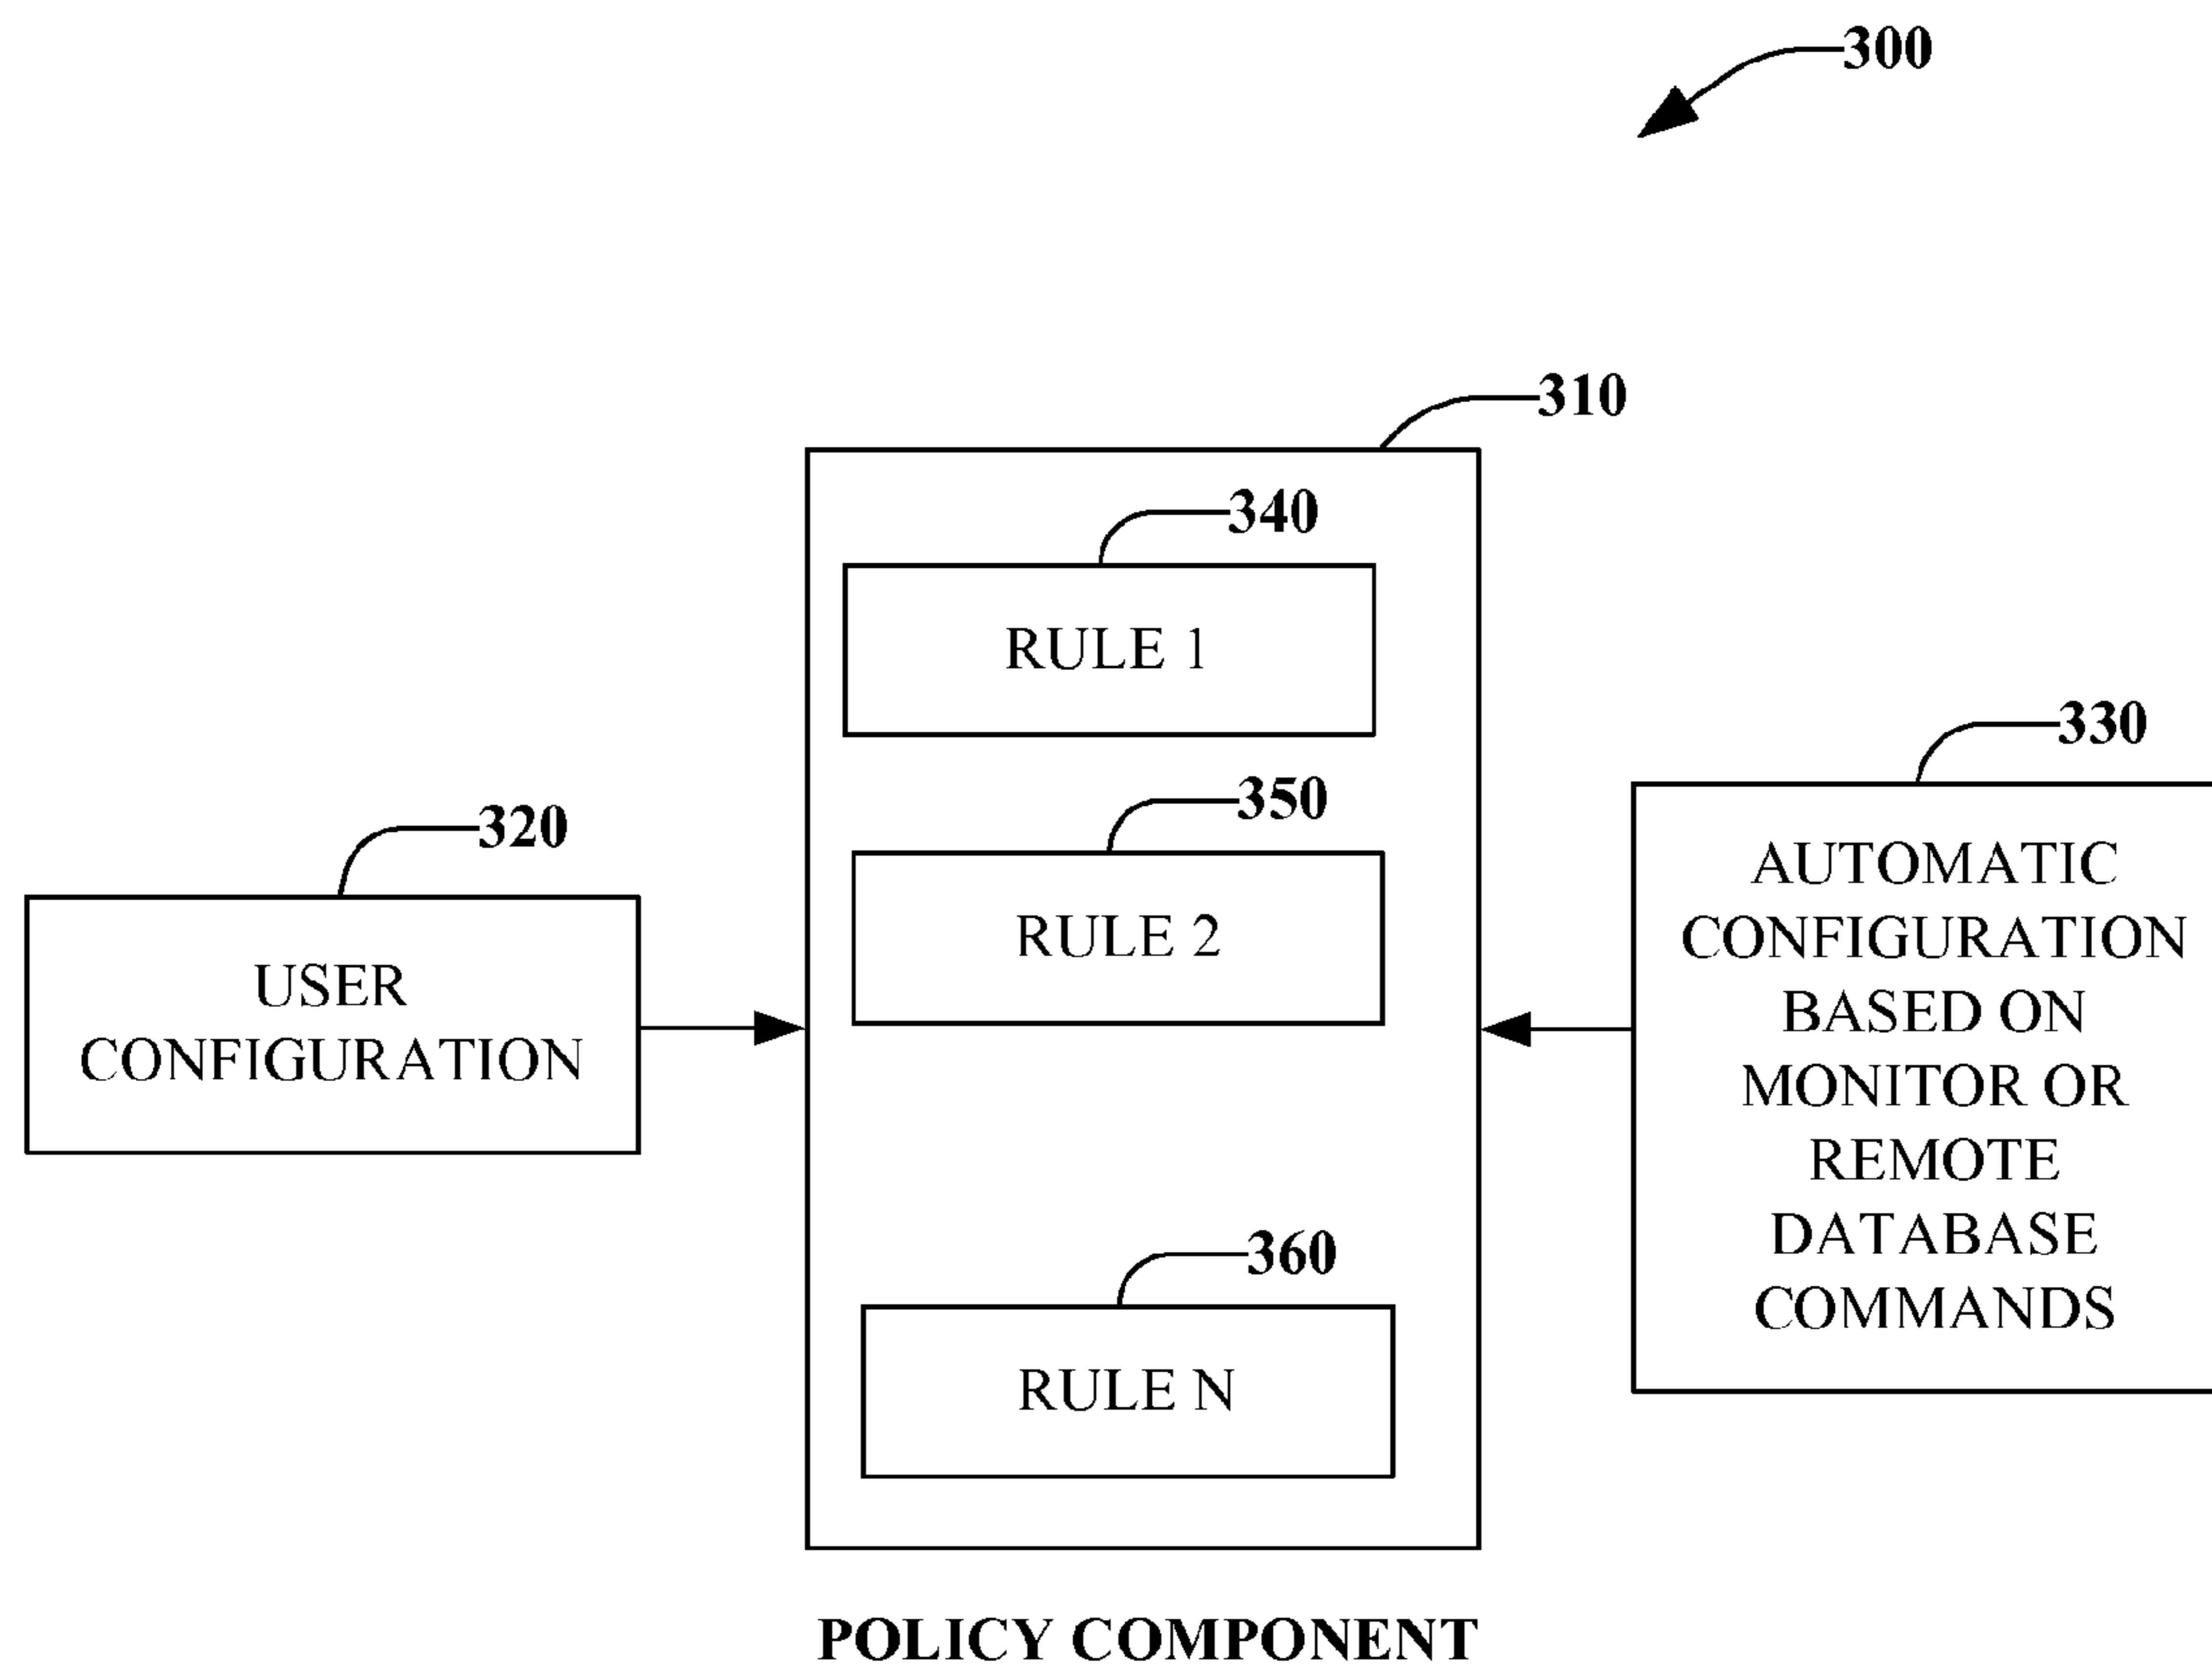 300
310
340
RULE 1
350
RULE 2
360
RULE N
320
USER
CONFIGURATION
330
AUTOMATIC
CONFIGURATION
BASED ON
MONITOR OR
REMOTE
DATABASE
COMMANDS
POLICY COMPONENT